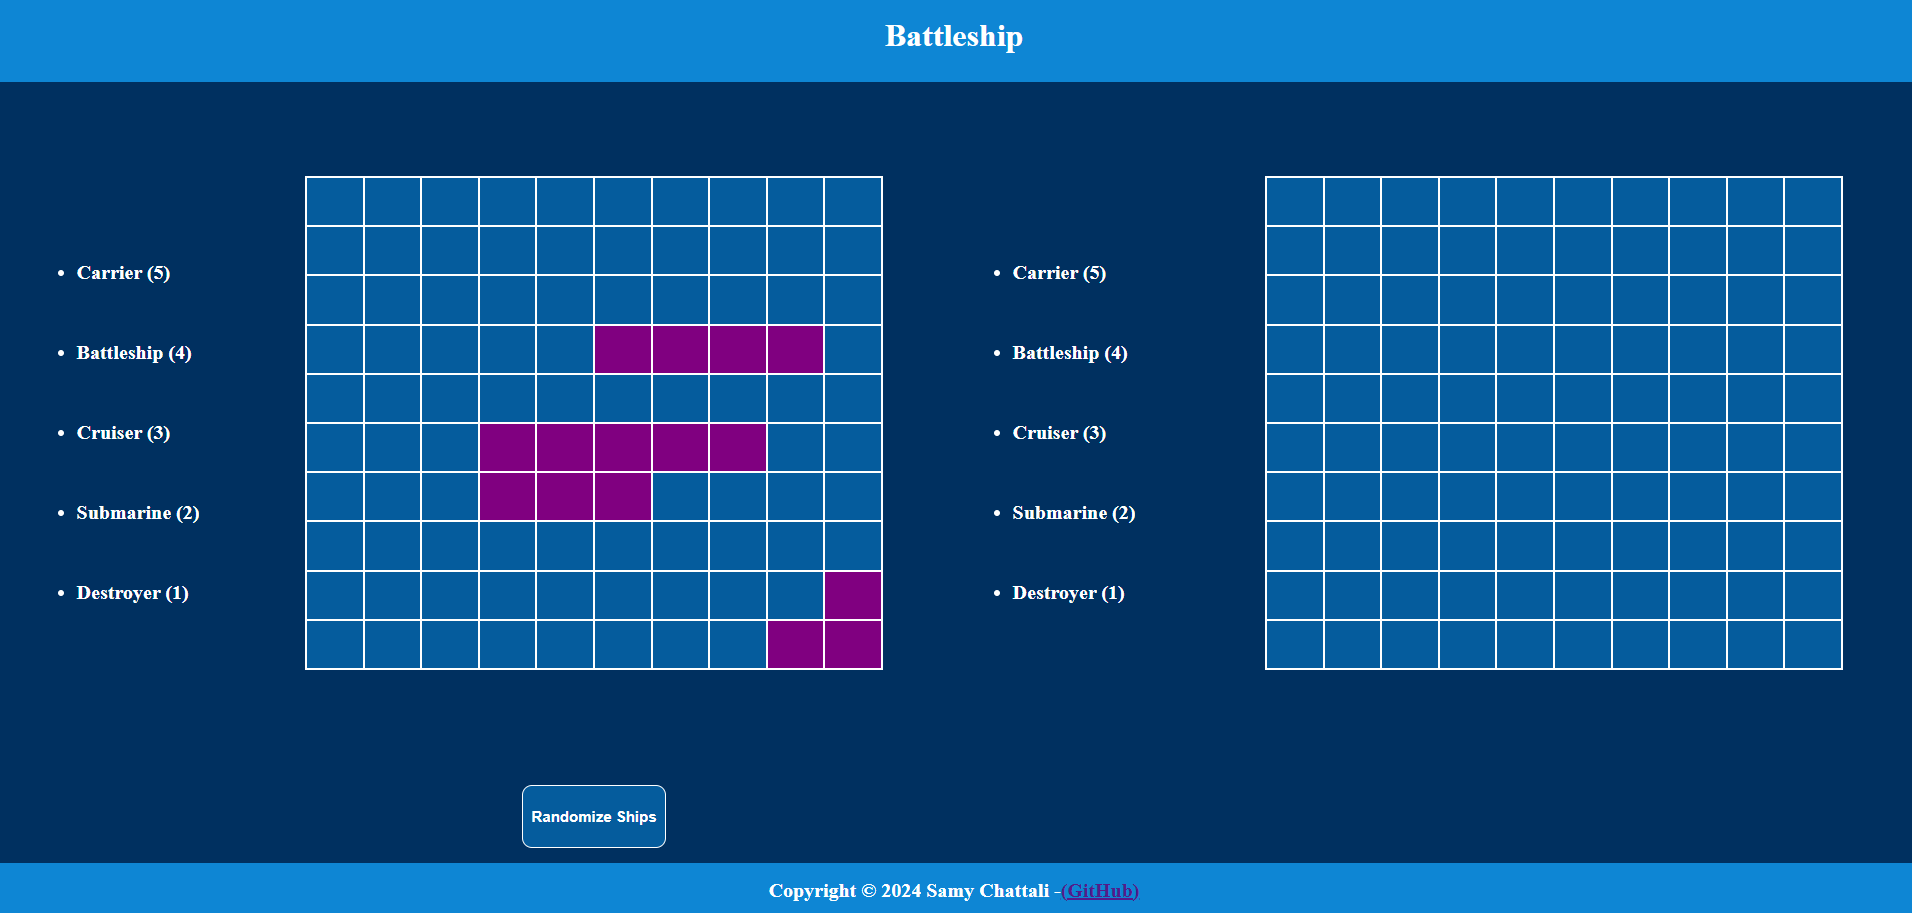 Battleship
Carrier (5)
Battleship (4)
Cruiser (3)
Submarine (2)
Destroyer (1)
Carrier (5)
Battleship (4)
Cruiser (3)
Submarine (2)
Destroyer (1)
Randomize Ships
Copyright © 2024 Samy Chattali -(GitHub)